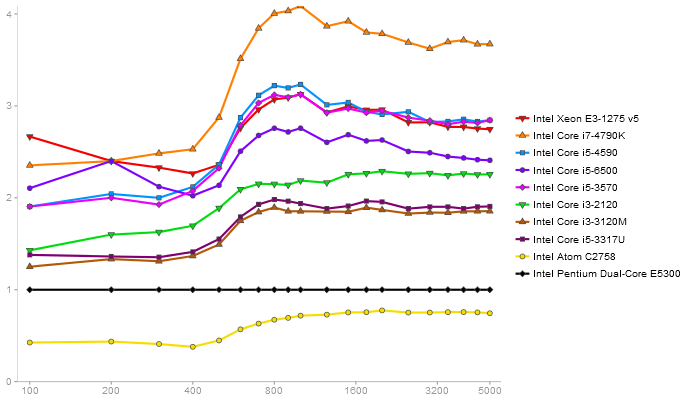 4
3
2
1
0
100
200
400
800
1600
3200
5000
Intel Xeon E3-1275 v5
Intel Core i7-4790K
Intel Core i5-4590
Intel Core i5-6500
Intel Core i5-3570
Intel Core i3-2120
Intel Core i3-3120M
Intel Core i5-3317U
Intel Atom C2758
Intel Pentium Dual-Core E5300